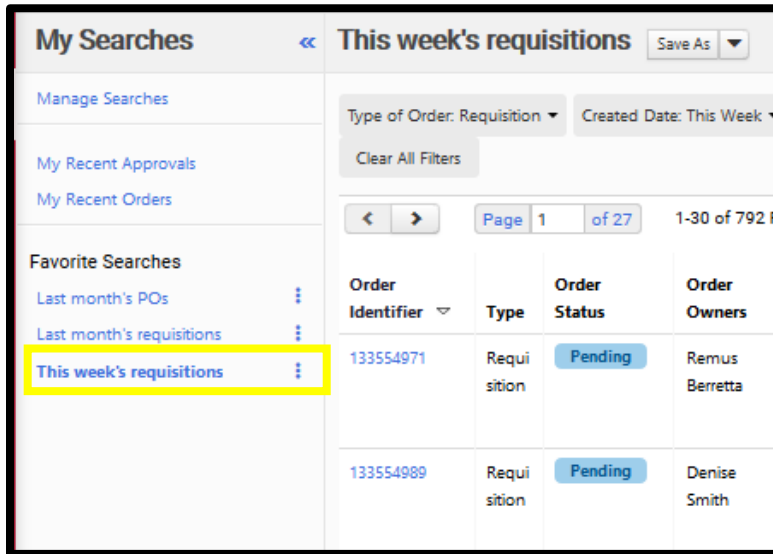 My Searches
Manage Searches
My Recent Approvals
My Recent Orders
Favorite Searches
Last month's POs
Last month's requisitions
This week's requisitions
This week's requisitions Save As
Type of Order: Requisition Created Date: This Week
Clear All Filters
Page 1 of 27 1-30 of 792
Order Identifier Type Order Status Order Owners
133554971 Requi Pending Remus
sition Berretta
133554989 Requi Pending Denise
sition Smith